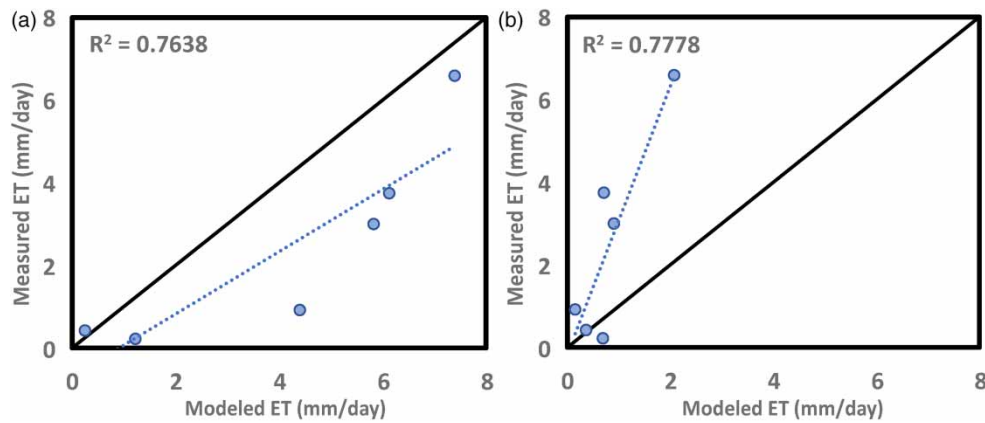 (a)
R² = 0.7638
Measured ET (mm/day)
8
6
4
2
0
0 2 4 6 8
Modeled ET (mm/day)
(b)
R² = 0.7778
Measured ET (mm/day)
8
6
4
2
0
0 2 4 6 8
Modeled ET (mm/day)